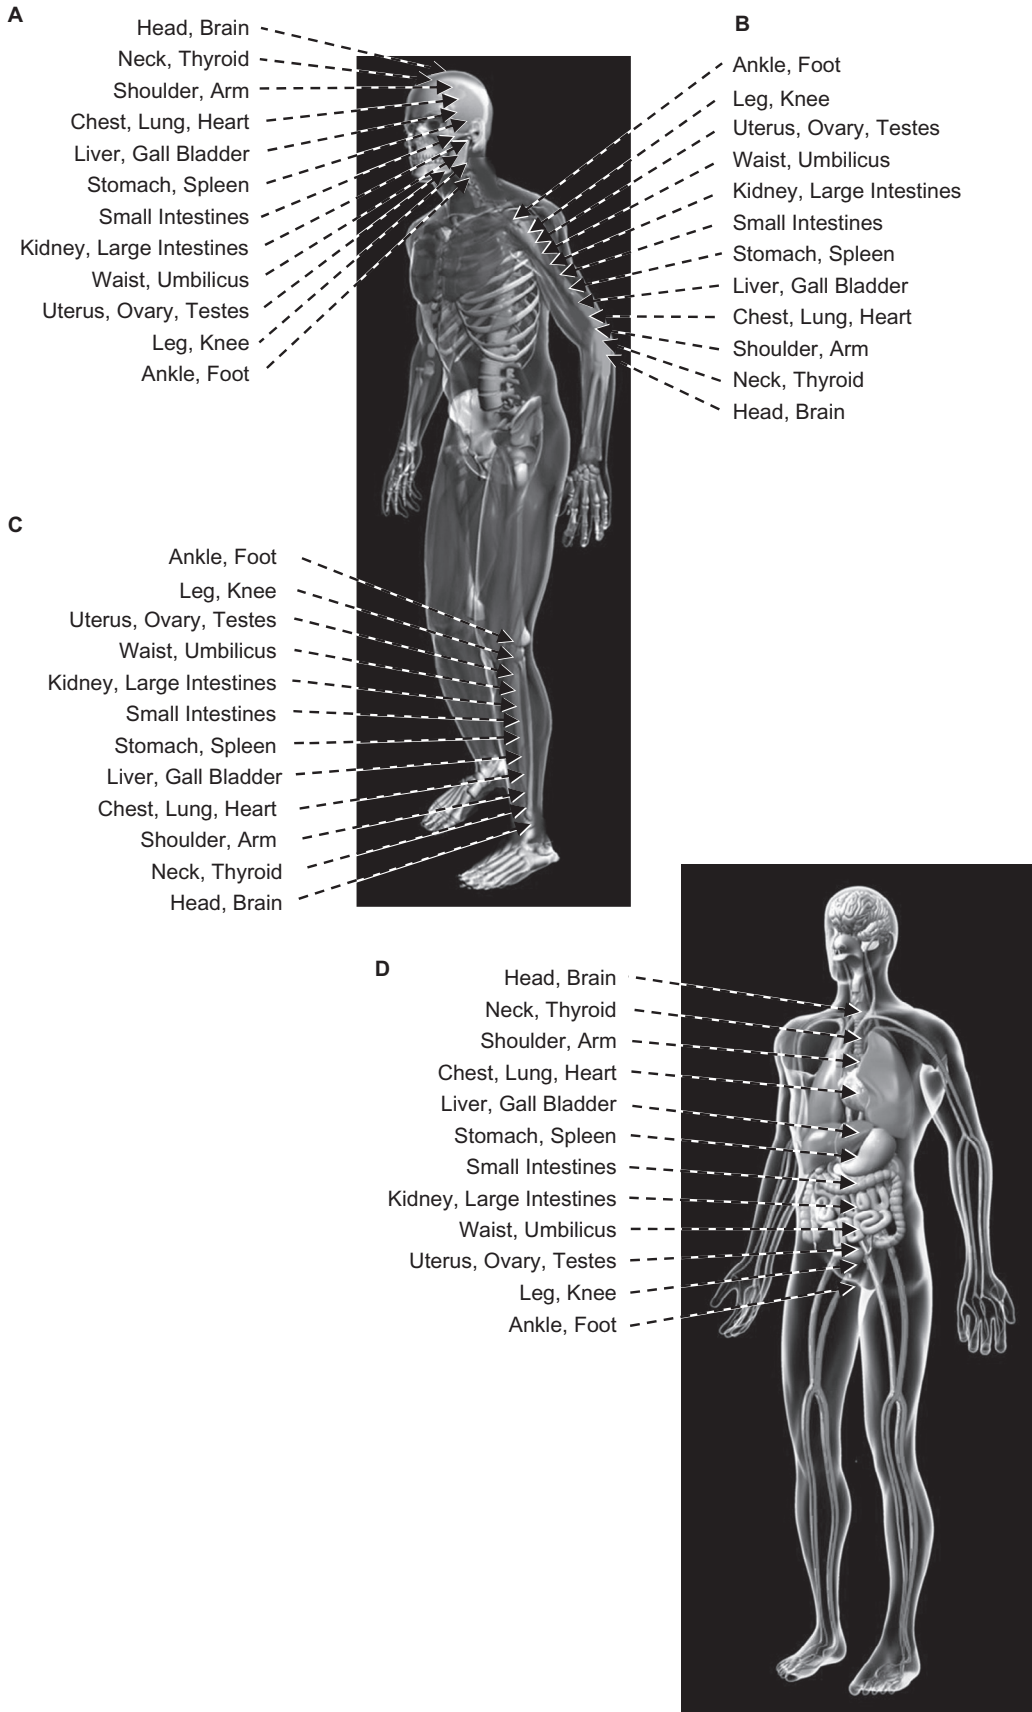 A
Head, Brain
Neck, Thyroid
Shoulder, Arm
Chest, Lung, Heart
Liver, Gall Bladder
Stomach, Spleen
Small Intestines
Kidney, Large Intestines
Waist, Umbilicus
Uterus, Ovary, Testes
Leg, Knee
Ankle, Foot
B
Ankle, Foot
Leg, Knee
Uterus, Ovary, Testes
Waist, Umbilicus
Kidney, Large Intestines
Small Intestines
Stomach, Spleen
Liver, Gall Bladder
Chest, Lung, Heart
Shoulder, Arm
Neck, Thyroid
Head, Brain
C
Ankle, Foot
Leg, Knee
Uterus, Ovary, Testes
Waist, Umbilicus
Kidney, Large Intestines
Small Intestines
Stomach, Spleen
Liver, Gall Bladder
Chest, Lung, Heart
Shoulder, Arm
Neck, Thyroid
Head, Brain
D
Head, Brain
Neck, Thyroid
Shoulder, Arm
Chest, Lung, Heart
Liver, Gall Bladder
Stomach, Spleen
Small Intestines
Kidney, Large Intestines
Waist, Umbilicus
Uterus, Ovary, Testes
Leg, Knee
Ankle, Foot